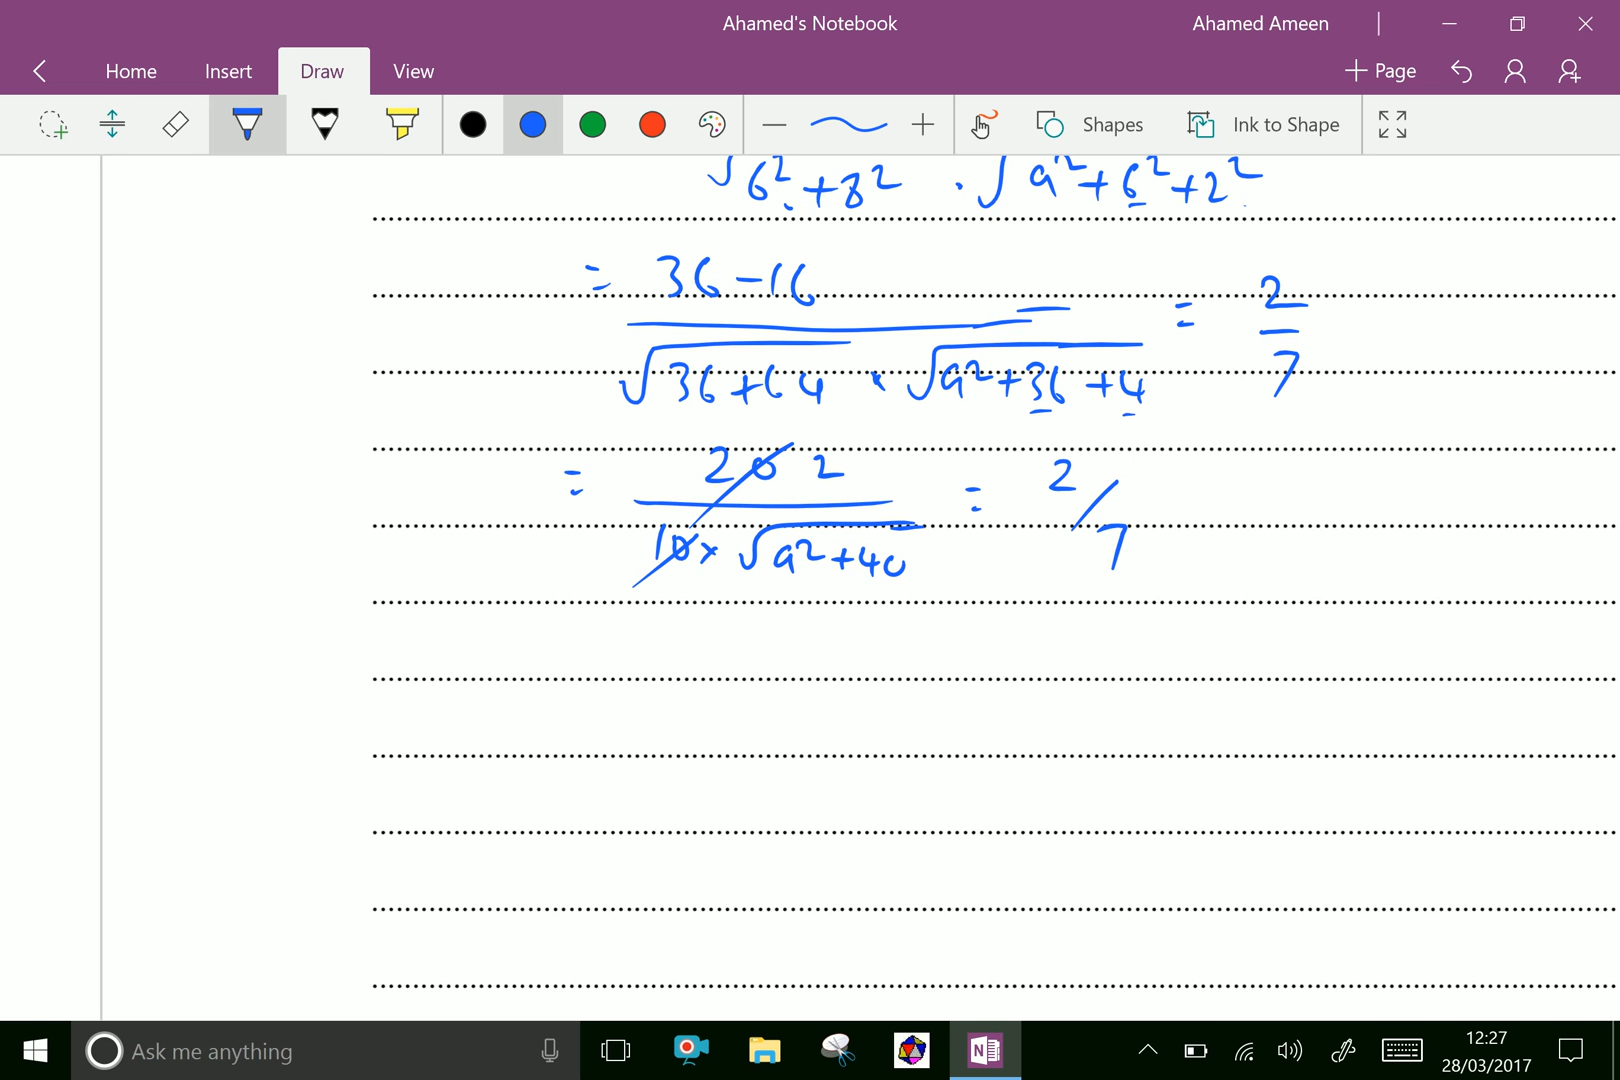 Ahamed's Notebook
Ahamed Ameen
Home Insert Draw View
Page
Shapes Ink to Shape
√6²+8² · √a²+6²+2²
= 36-16 / √36+64 × √a²+36+4 = 2/7
= 20 2 / 10 × √a²+40 = 2/7
Ask me anything
12:27
28/03/2017